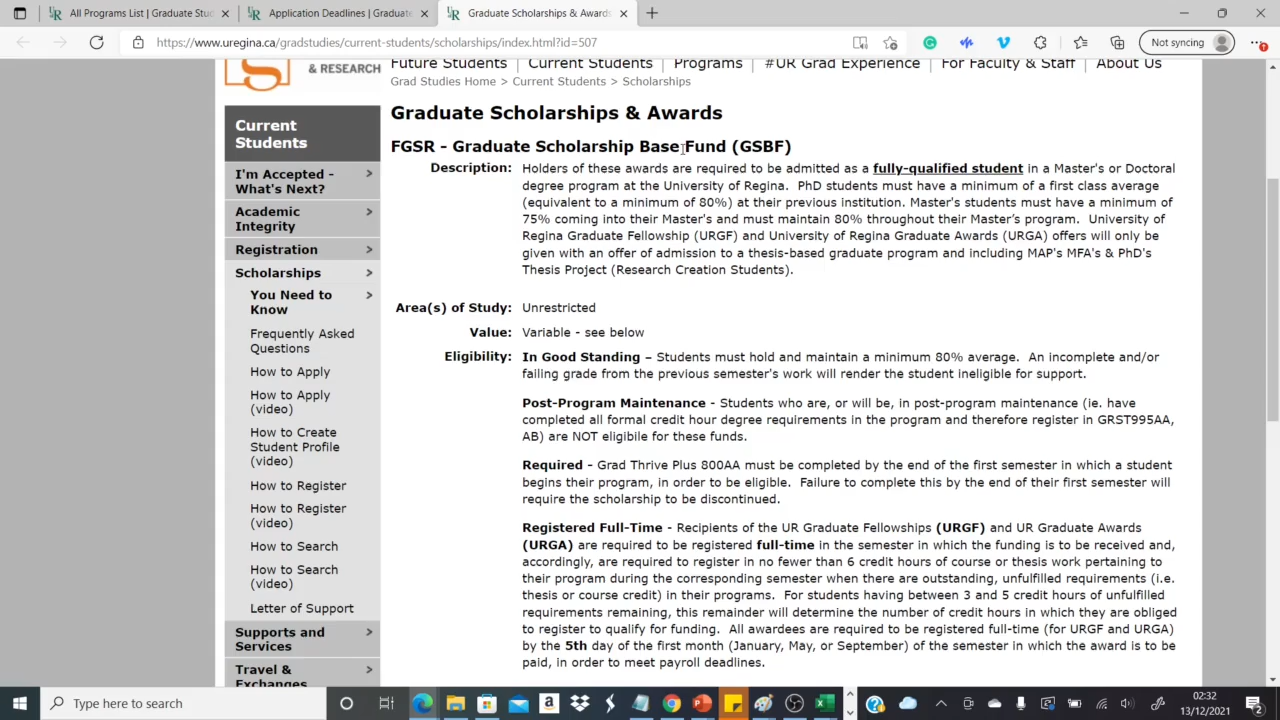 All Programs List | Graduate Stud
Application Deadlines | Graduate
Graduate Scholarships & Awards
https://www.uregina.ca/gradstudies/current-students/scholarships/index.html?id=507
Not syncing
& RESEARCH
Future Students
Current Students
Programs
#UR Grad Experience
For Faculty & Staff
About Us
Grad Studies Home > Current Students > Scholarships
Current
Students
I'm Accepted -
What's Next?
Academic
Integrity
Registration
Scholarships
You Need to
Know
Frequently Asked
Questions
How to Apply
How to Apply
(video)
How to Create
Student Profile
(video)
How to Register
How to Register
(video)
How to Search
How to Search
(video)
Letter of Support
Supports and
Services
Travel &
Exchanges
Graduate Scholarships & Awards
FGSR - Graduate Scholarship Base Fund (GSBF)
Description: Holders of these awards are required to be admitted as a fully-qualified student in a Master's or Doctoral
degree program at the University of Regina. PhD students must have a minimum of a first class average
(equivalent to a minimum of 80%) at their previous institution. Master's students must have a minimum of
75% coming into their Master's and must maintain 80% throughout their Master's program. University of
Regina Graduate Fellowship (URGF) and University of Regina Graduate Awards (URGA) offers will only be
given with an offer of admission to a thesis-based graduate program and including MAP's MFA's & PhD's
Thesis Project (Research Creation Students).
Area(s) of Study: Unrestricted
Value: Variable - see below
Eligibility: In Good Standing – Students must hold and maintain a minimum 80% average. An incomplete and/or
failing grade from the previous semester's work will render the student ineligible for support.
Post-Program Maintenance - Students who are, or will be, in post-program maintenance (ie. have
completed all formal credit hour degree requirements in the program and therefore register in GRST995AA,
AB) are NOT eligibile for these funds.
Required - Grad Thrive Plus 800AA must be completed by the end of the first semester in which a student
begins their program, in order to be eligible. Failure to complete this by the end of their first semester will
require the scholarship to be discontinued.
Registered Full-Time - Recipients of the UR Graduate Fellowships (URGF) and UR Graduate Awards
(URGA) are required to be registered full-time in the semester in which the funding is to be received and,
accordingly, are required to register in no fewer than 6 credit hours of course or thesis work pertaining to
their program during the corresponding semester when there are outstanding, unfulfilled requirements (i.e.
thesis or course credit) in their programs. For students having between 3 and 5 credit hours of unfulfilled
requirements remaining, this remainder will determine the number of credit hours in which they are obliged
to register to qualify for funding. All awardees are required to be registered full-time (for URGF and URGA)
by the 5th day of the first month (January, May, or September) of the semester in which the award is to be
paid, in order to meet payroll deadlines.
Type here to search
02:32
13/12/2021
2